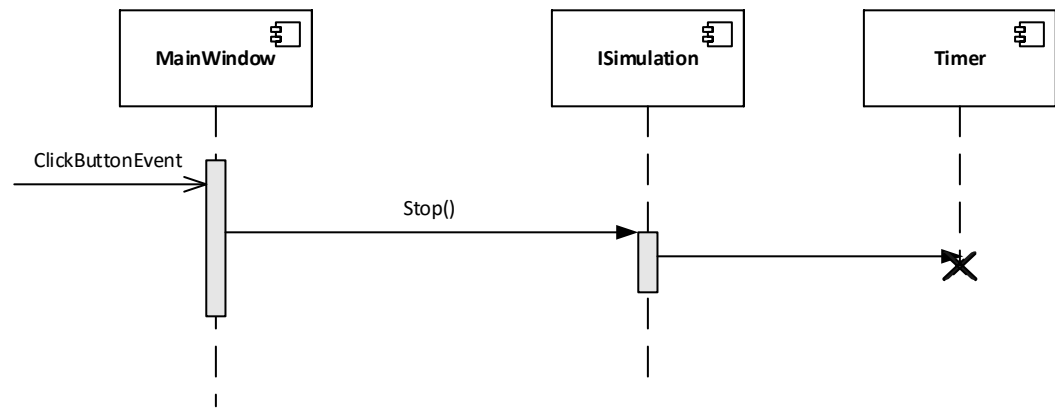 MainWindow
ISimulation
Timer
ClickButtonEvent
Stop()